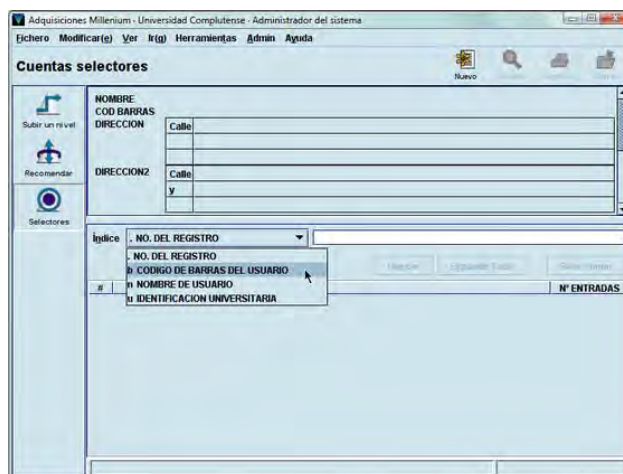 Adquisiciones Millenium · Universidad Complutense · Administrador del sistema
Fichero Modificar(e) Ver Ir(g) Herramientas Admin Ayuda
Cuentas selectores
Nuevo
Subir un nivel
Recomendar
Selectores
NOMBRE
COD BARRAS
DIRECCION Calle
DIRECCION2 Calle
y
Índice . NO. DEL REGISTRO
. NO. DEL REGISTRO
b CODIGO DE BARRAS DEL USUARIO
n NOMBRE DE USUARIO
u IDENTIFICACION UNIVERSITARIA
# Nº ENTRADAS